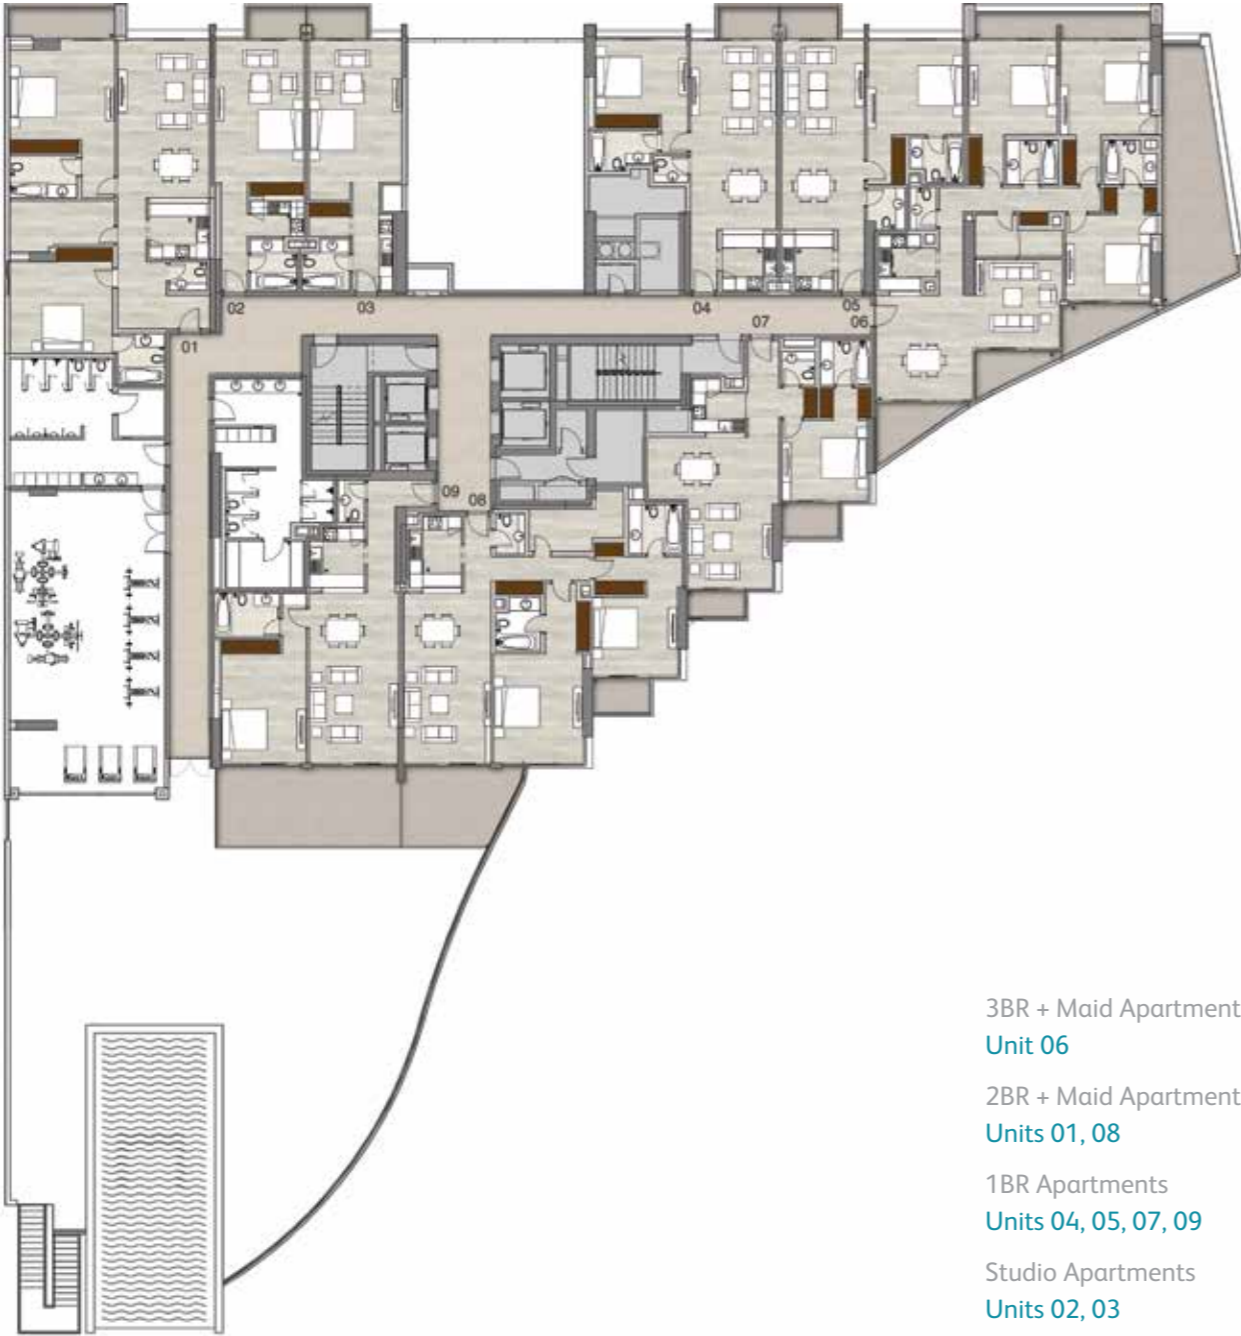 02
03
04
05
07
06
01
09
08
3BR + Maid Apartment
Unit 06
2BR + Maid Apartment
Units 01, 08
1BR Apartments
Units 04, 05, 07, 09
Studio Apartments
Units 02, 03